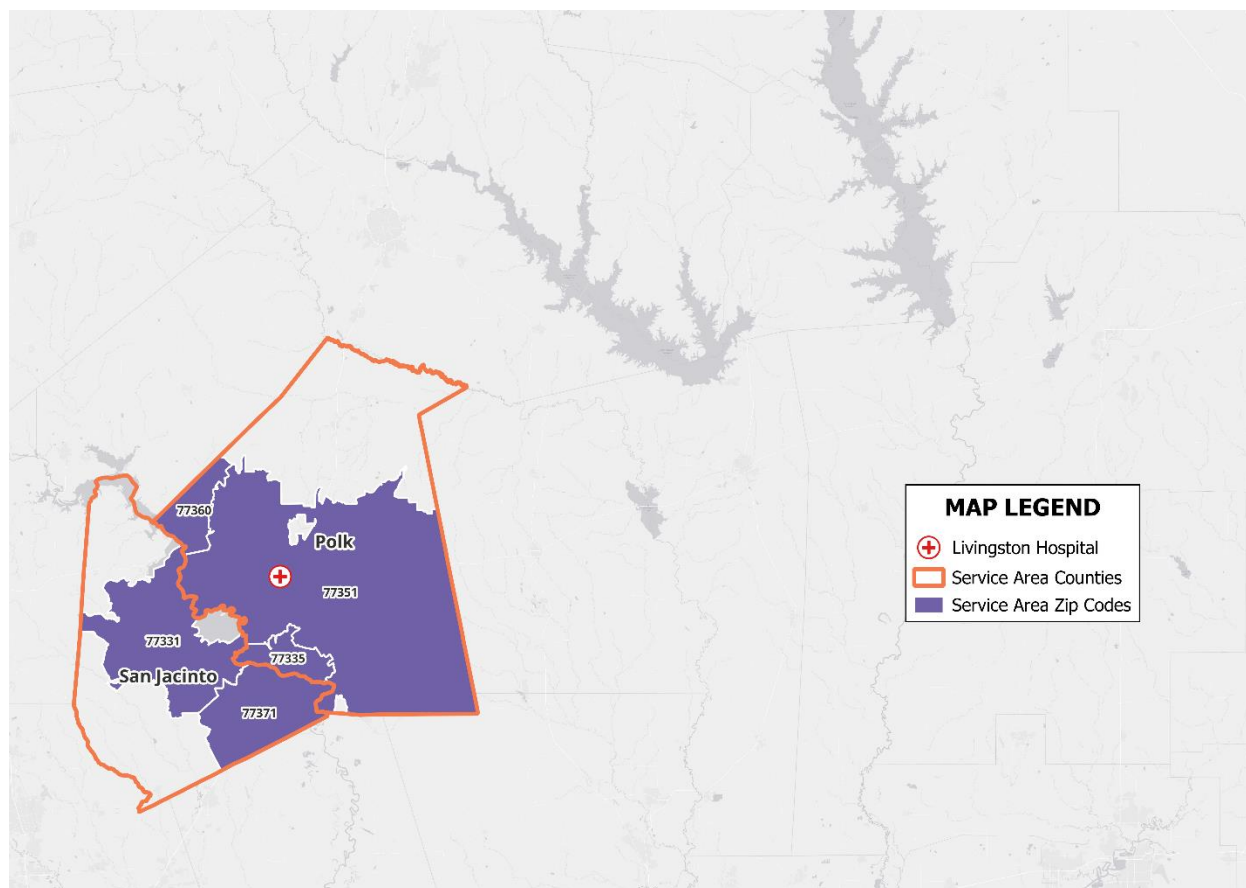 77360
Polk
77351
77331
77335
San Jacinto
77371
MAP LEGEND
Livingston Hospital
Service Area Counties
Service Area Zip Codes